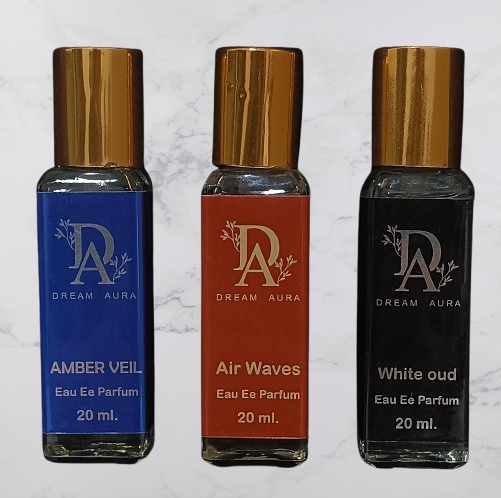 DA
DREAM AURA
AMBER VEIL
Eau Ee Parfum
20 ml.
DA
DREAM AURA
Air Waves
Eau Ee Parfum
20 ml.
DA
DREAM AURA
White oud
Eau Ee Parfum
20 ml.